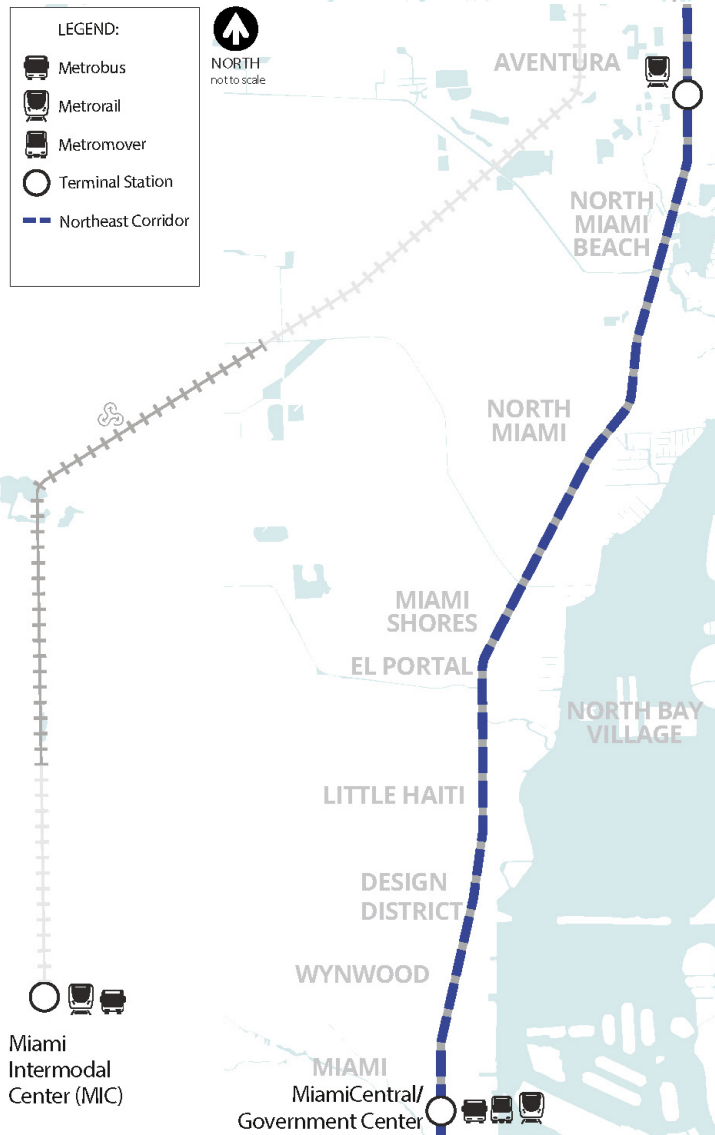 LEGEND:
Metrobus
Metrorail
Metromover
Terminal Station
Northeast Corridor
NORTH
not to scale
AVENTURA
NORTH
MIAMI
BEACH
NORTH
MIAMI
MIAMI
SHORES
EL PORTAL
NORTH BAY
VILLAGE
LITTLE HAITI
DESIGN
DISTRICT
WYNWOOD
Miami
Intermodal
Center (MIC)
MIAMI
MiamiCentral/
Government Center